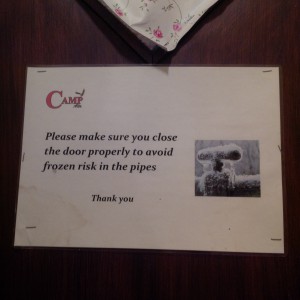 CAMP
Please make sure you close
the door properly to avoid
frozen risk in the pipes
Thank you